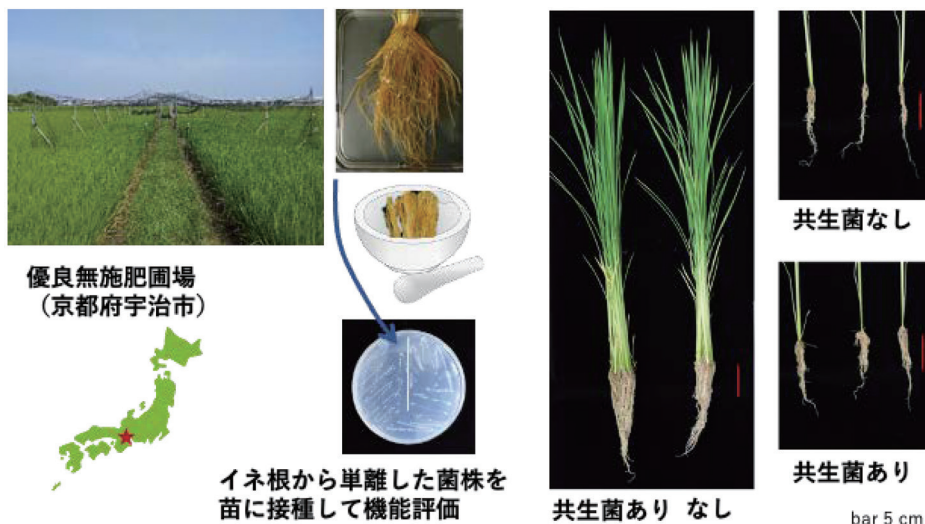 優良無施肥圃場
（京都府宇治市）
イネ根から単離した菌株を
苗に接種して機能評価
共生菌あり なし
共生菌なし
共生菌あり
bar 5 cm